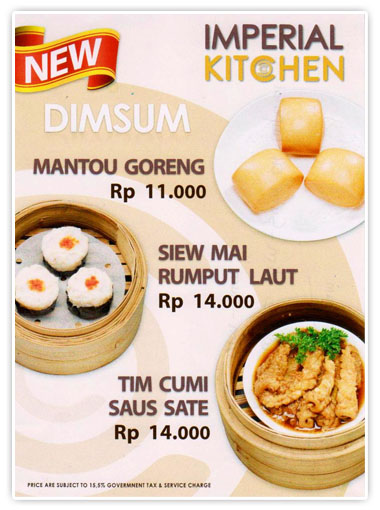 NEW
IMPERIAL
KITCHEN
DIMSUM
MANTOU GORENG
Rp 11.000
SIEW MAI
RUMPUT LAUT
Rp 14.000
TIM CUMI
SAUS SATE
Rp 14.000
PRICE ARE SUBJECT TO 15,5% GOVERMNENT TAX & SERVICE CHARGE